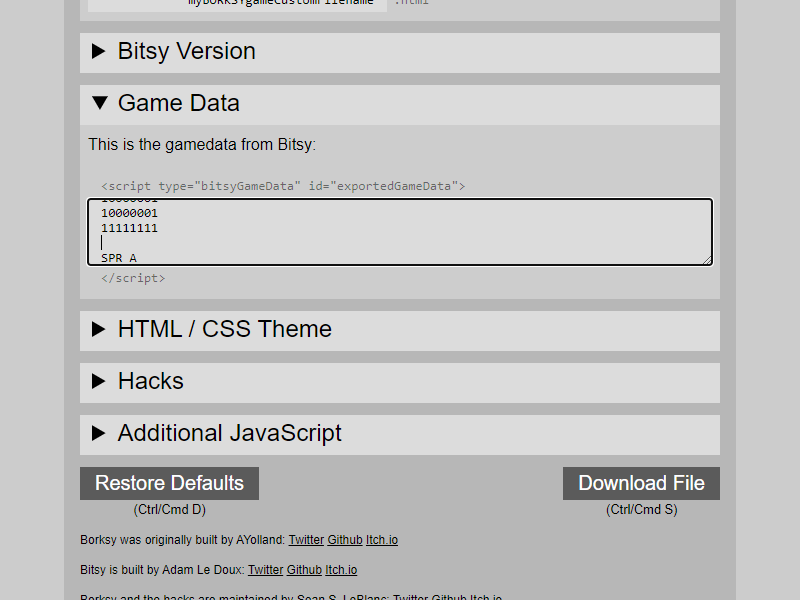 myBORKSYgameCustomFilename .html
Bitsy Version
Game Data
This is the gamedata from Bitsy:
<script type="bitsyGameData" id="exportedGameData">
10000001
10000001
11111111
SPR A
</script>
HTML / CSS Theme
Hacks
Additional JavaScript
Restore Defaults Download File
(Ctrl/Cmd D) (Ctrl/Cmd S)
Borksy was originally built by AYolland: Twitter Github Itch.io
Bitsy is built by Adam Le Doux: Twitter Github Itch.io
Borksy and the hacks are maintained by Sean S. LeBlanc: Twitter Github Itch.io